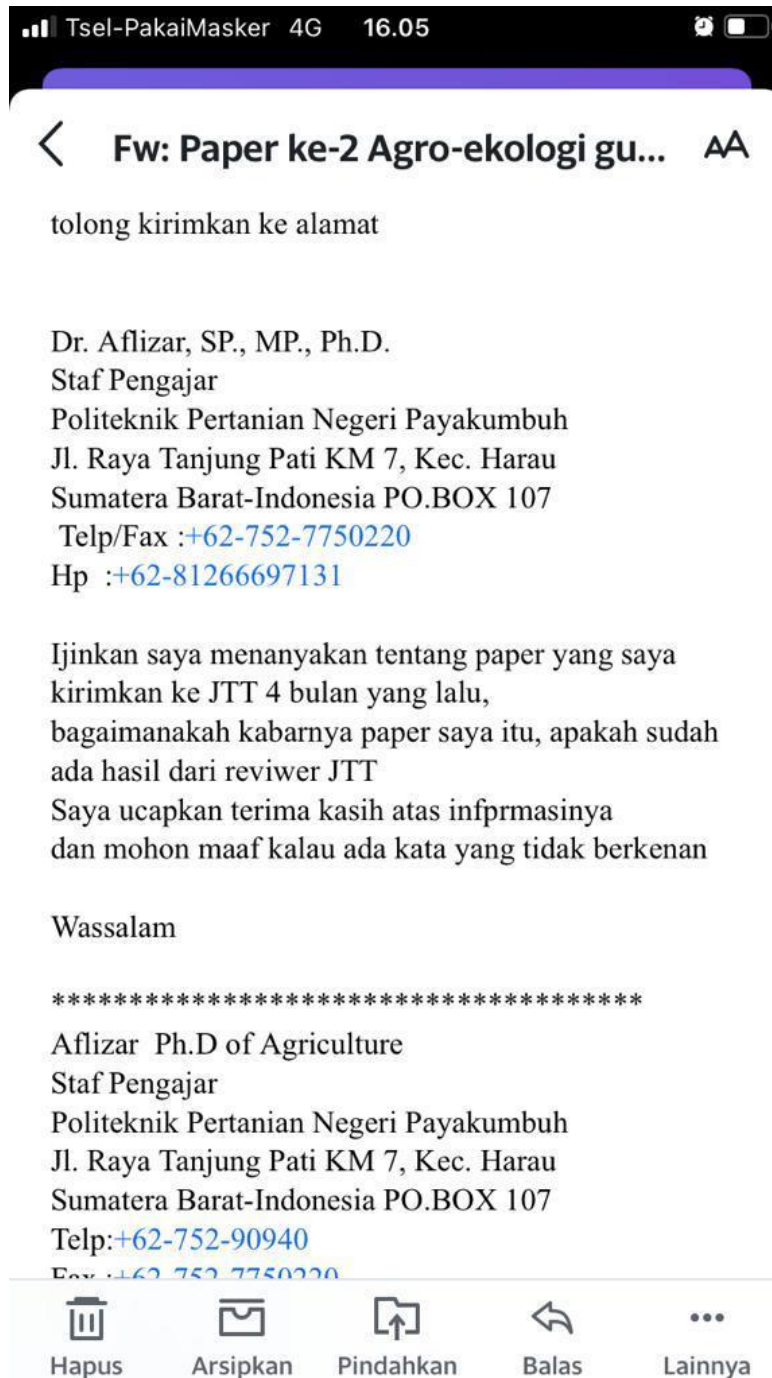 Tsel-PakaiMasker 4G 16.05
Fw: Paper ke-2 Agro-ekologi gu... AA
tolong kirimkan ke alamat
Dr. Aflizar, SP., MP., Ph.D.
Staf Pengajar
Politeknik Pertanian Negeri Payakumbuh
Jl. Raya Tanjung Pati KM 7, Kec. Harau
Sumatera Barat-Indonesia PO.BOX 107
Telp/Fax :+62-752-7750220
Hp :+62-81266697131
Ijinkan saya menanyakan tentang paper yang saya
kirimkan ke JTT 4 bulan yang lalu,
bagaimanakah kabarnya paper saya itu, apakah sudah
ada hasil dari reviwer JTT
Saya ucapkan terima kasih atas infprmasinya
dan mohon maaf kalau ada kata yang tidak berkenan
Wassalam
**************************************
Aflizar Ph.D of Agriculture
Staf Pengajar
Politeknik Pertanian Negeri Payakumbuh
Jl. Raya Tanjung Pati KM 7, Kec. Harau
Sumatera Barat-Indonesia PO.BOX 107
Telp:+62-752-90940
Fax :+62-752-7750220
Hapus Arsipkan Pindahkan Balas Lainnya